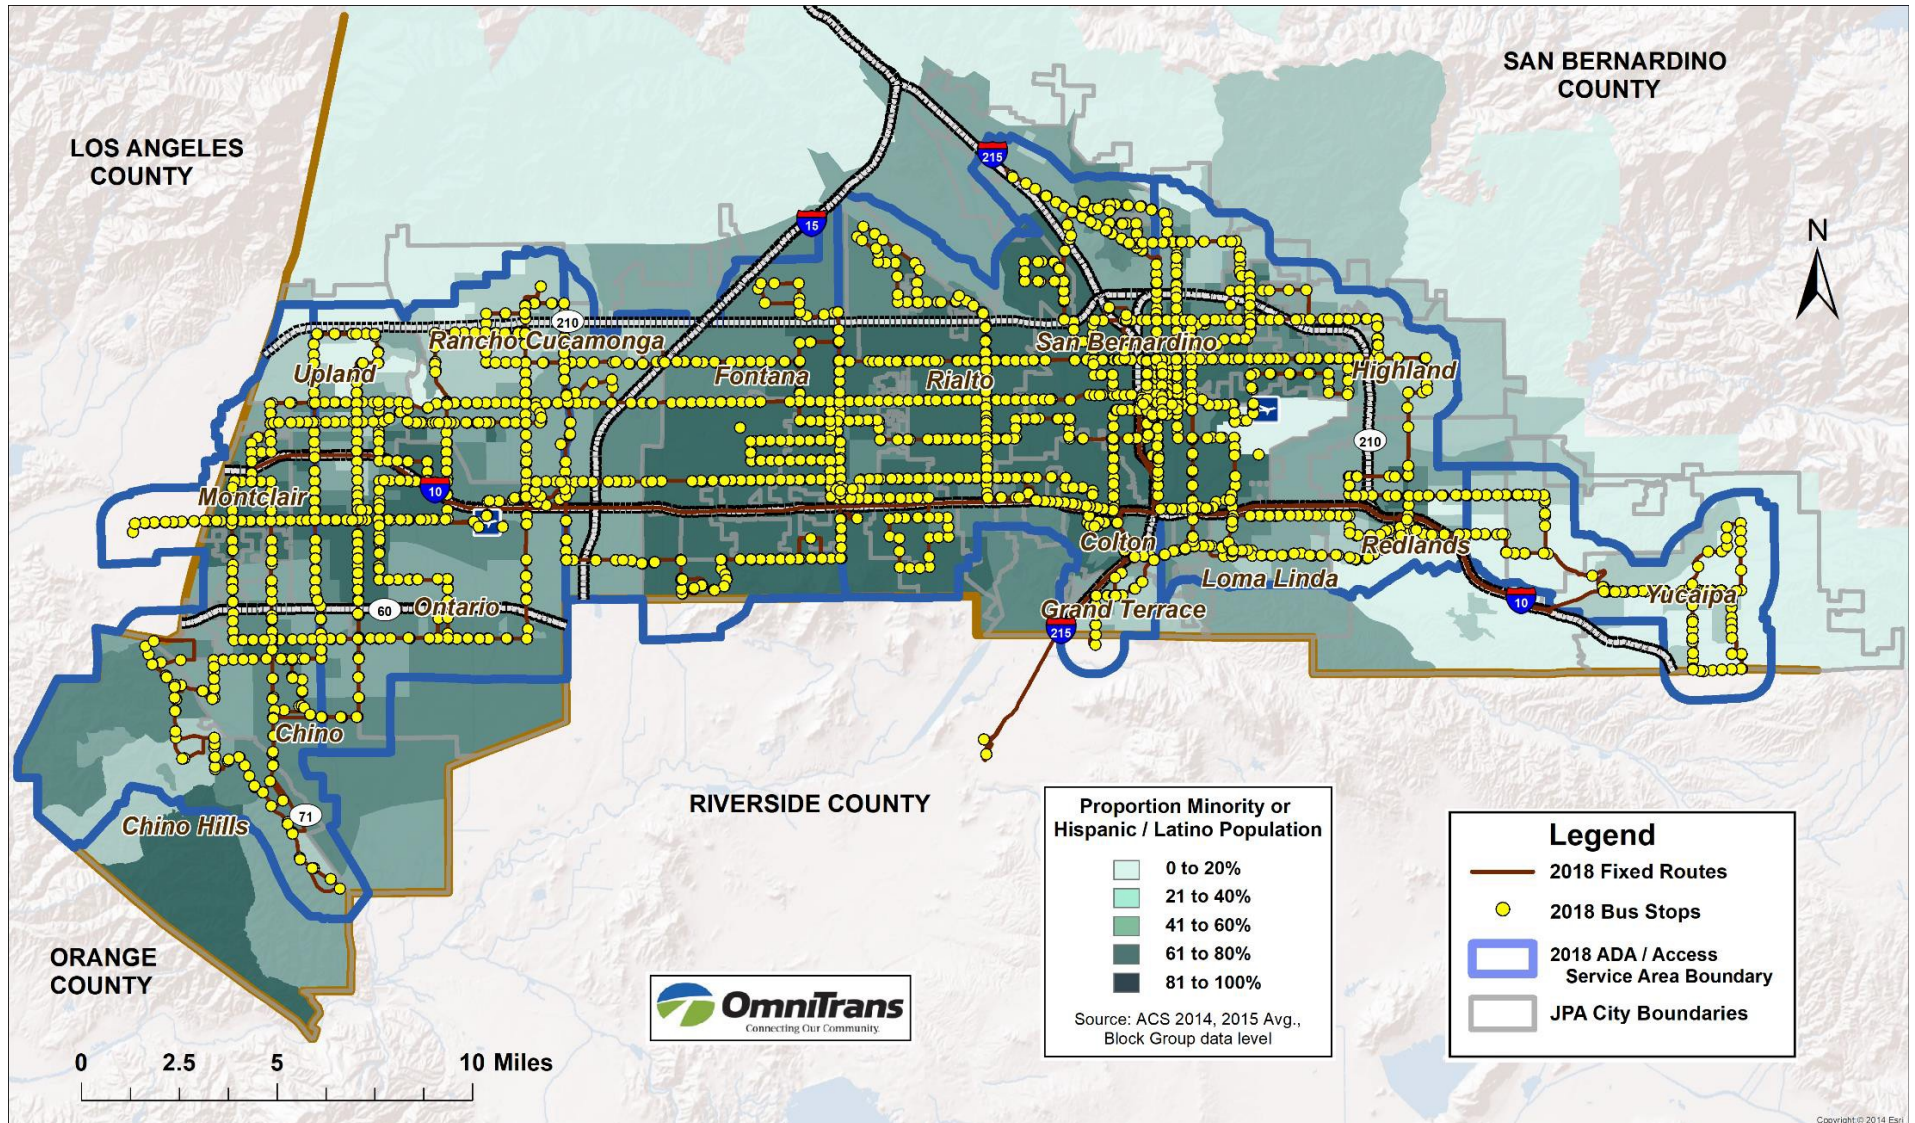 SAN BERNARDINO
COUNTY
LOS ANGELES
COUNTY
215
15
N
210
Rancho Cucamonga
San Bernardino
Upland
Fontana
Rialto
Highland
210
Montclair
10
Colton
Redlands
Loma Linda
60
Ontario
Grand Terrace
10
Yucaipa
215
Chino
71
Chino Hills
RIVERSIDE COUNTY
ORANGE
COUNTY
Proportion Minority or
Hispanic / Latino Population
0 to 20%
21 to 40%
41 to 60%
61 to 80%
81 to 100%
Source: ACS 2014, 2015 Avg.,
Block Group data level
Legend
2018 Fixed Routes
2018 Bus Stops
2018 ADA / Access
Service Area Boundary
JPA City Boundaries
OmniTrans
Connecting Our Community.
0 2.5 5 10 Miles
Copyright:© 2014 Esri